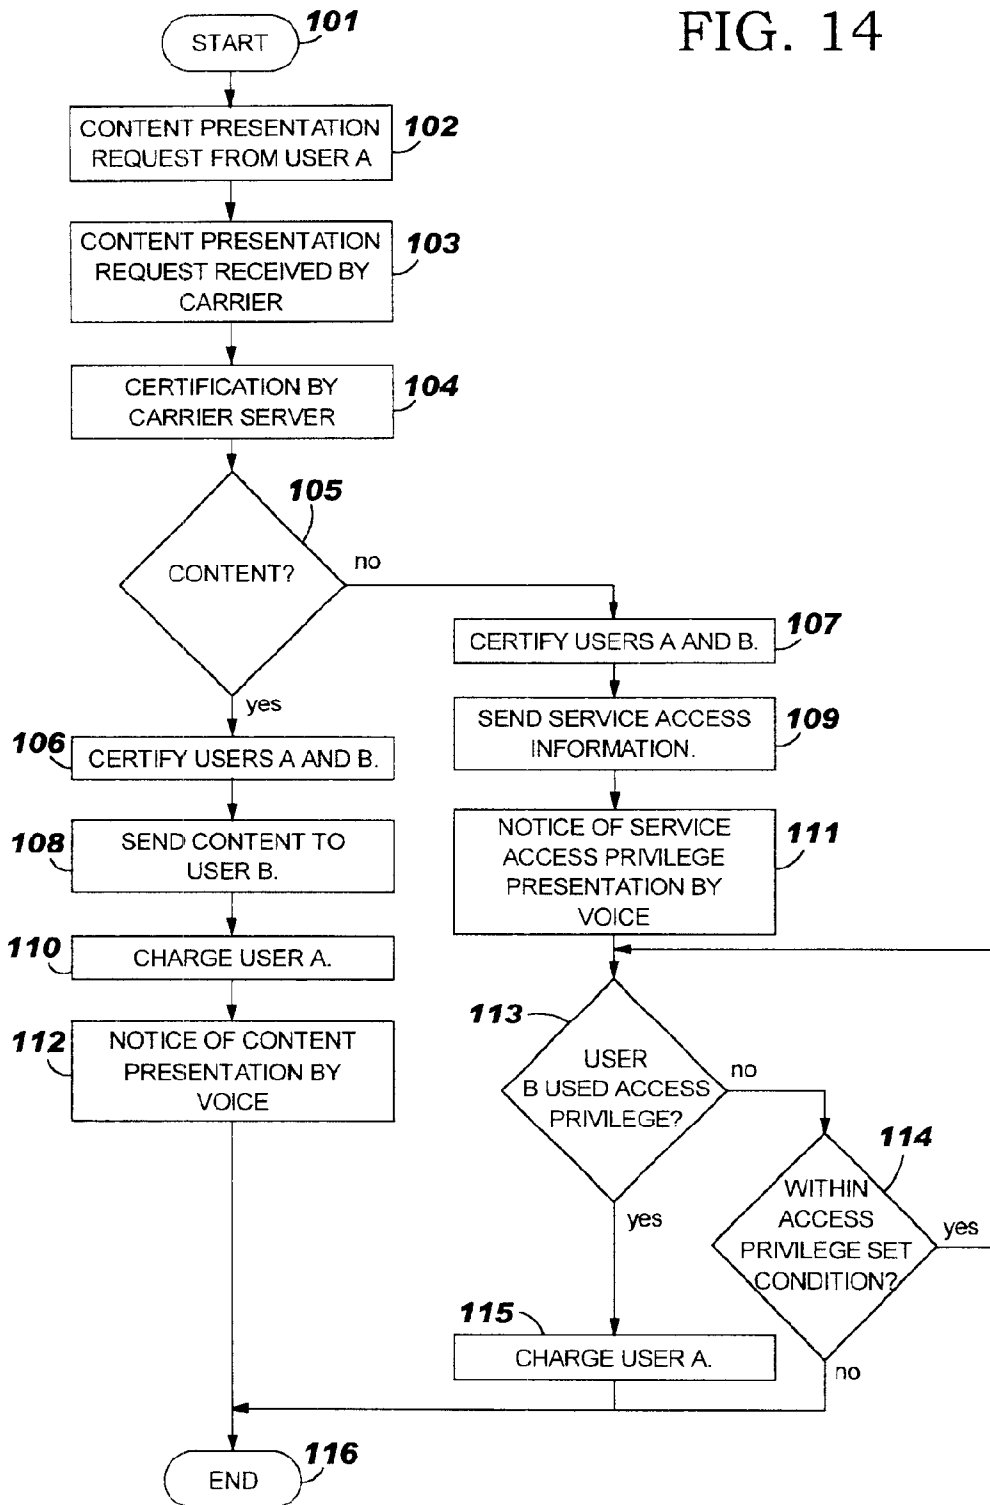 FIG. 14
101
START
CONTENT PRESENTATION
REQUEST FROM USER A
102
CONTENT PRESENTATION
REQUEST RECEIVED BY
CARRIER
103
CERTIFICATION BY
CARRIER SERVER
104
105
CONTENT?
no
yes
106
CERTIFY USERS A AND B.
108
SEND CONTENT TO
USER B.
110
CHARGE USER A.
112
NOTICE OF CONTENT
PRESENTATION BY
VOICE
107
CERTIFY USERS A AND B.
SEND SERVICE ACCESS
INFORMATION.
109
NOTICE OF SERVICE
ACCESS PRIVILEGE
PRESENTATION BY
VOICE
111
113
USER
B USED ACCESS
PRIVILEGE?
no
yes
114
WITHIN
ACCESS
PRIVILEGE SET
CONDITION?
yes
no
115
CHARGE USER A.
END
116